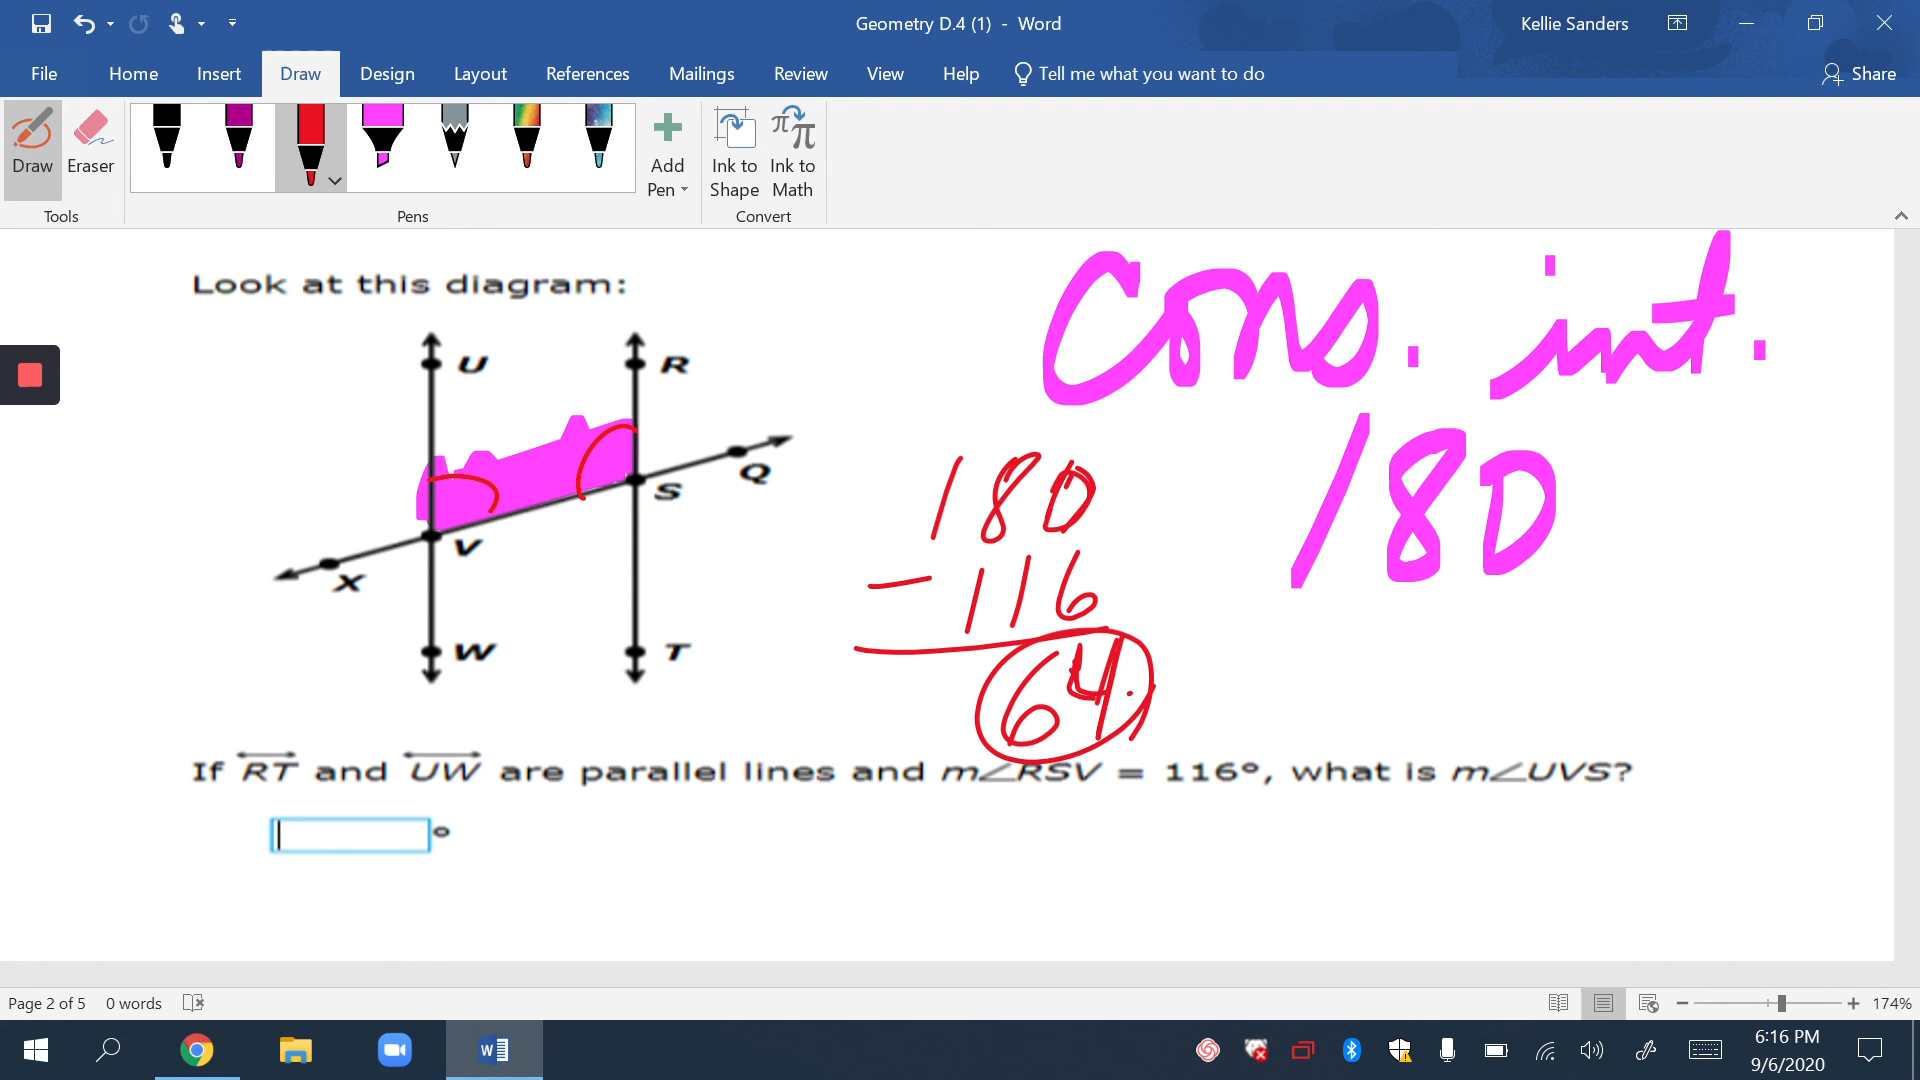 Geometry D.4 (1) - Word
Kellie Sanders
File Home Insert Draw Design Layout References Mailings Review View Help Tell me what you want to do Share
Draw Eraser Add Pen Ink to Shape Ink to Math
Tools Pens Convert
Look at this diagram:
Cons. int.
180
U R
Q
S
V
X
W T
180
- 116
64
If RT and UW are parallel lines and m∠RSV = 116°, what is m∠UVS?
°
Page 2 of 5 0 words 174%
6:16 PM
9/6/2020